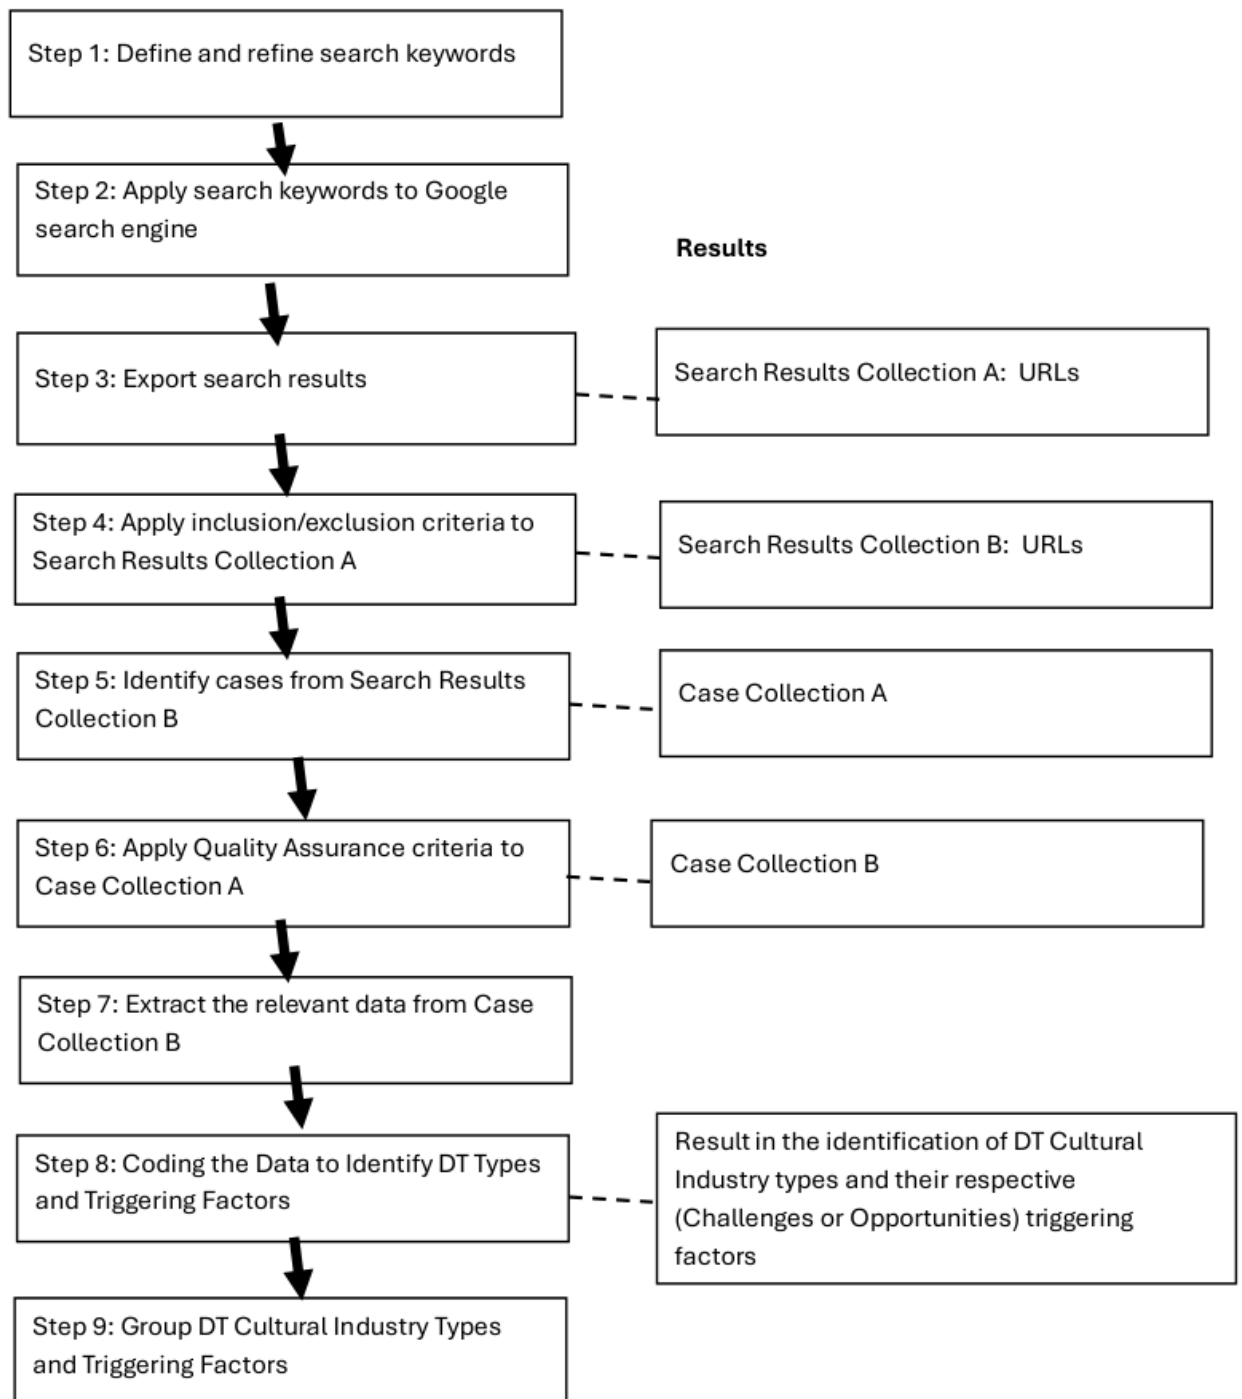 Step 1: Define and refine search keywords
Step 2: Apply search keywords to Google
search engine
Results
Step 3: Export search results
Search Results Collection A:  URLs
Step 4: Apply inclusion/exclusion criteria to
Search Results Collection A
Search Results Collection B:  URLs
Step 5: Identify cases from Search Results
Collection B
Case Collection A
Step 6: Apply Quality Assurance criteria to
Case Collection A
Case Collection B
Step 7: Extract the relevant data from Case
Collection B
Step 8: Coding the Data to Identify DT Types
and Triggering Factors
Result in the identification of DT Cultural
Industry types and their respective
(Challenges or Opportunities) triggering
factors
Step 9: Group DT Cultural Industry Types
and Triggering Factors